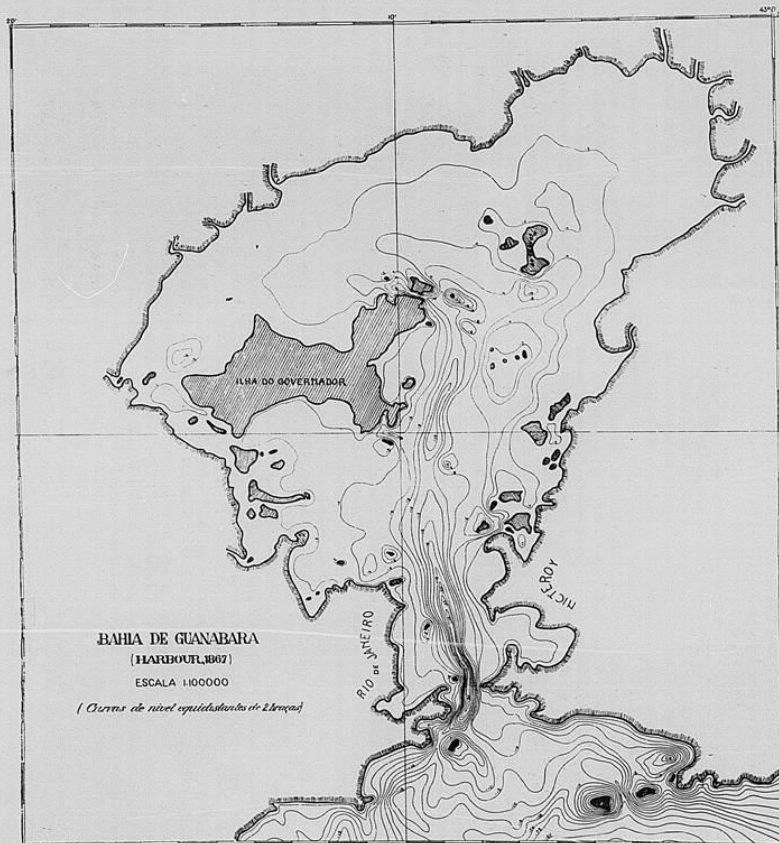 20'
10'
43°0'
ILHA DO GOVERNADOR
NICTEROY
RIO DE JANEIRO
BAHIA DE GUANABARA
(HARBOUR, 1867)
ESCALA 1:100000
(Curvas de nivel equidistantes de 2 braças)